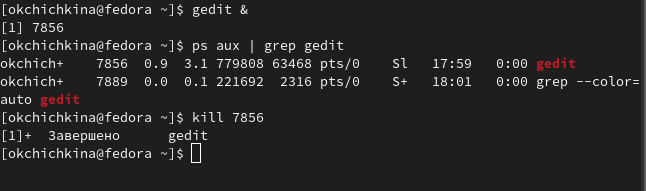 [okchichkina@fedora ~]$ gedit &
[1] 7856
[okchichkina@fedora ~]$ ps aux | grep gedit
okchich+    7856  0.9  3.1 779808 63468 pts/0    Sl   17:59   0:00 gedit
okchich+    7889  0.0  0.1 221692  2316 pts/0    S+   18:01   0:00 grep --color=
auto gedit
[okchichkina@fedora ~]$ kill 7856
[1]+  Завершено      gedit
[okchichkina@fedora ~]$